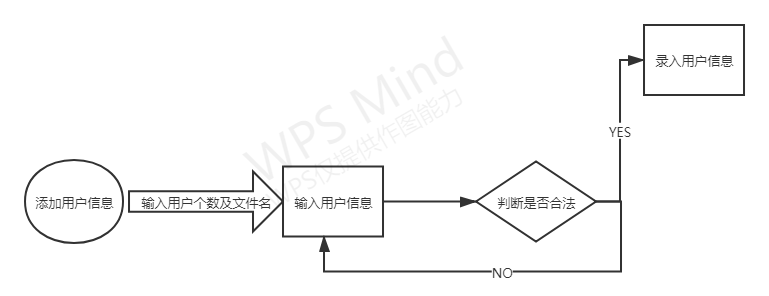 WPS Mind
WPS仅提供作图能力
录入用户信息
YES
添加用户信息
输入用户个数及文件名
输入用户信息
判断是否合法
NO